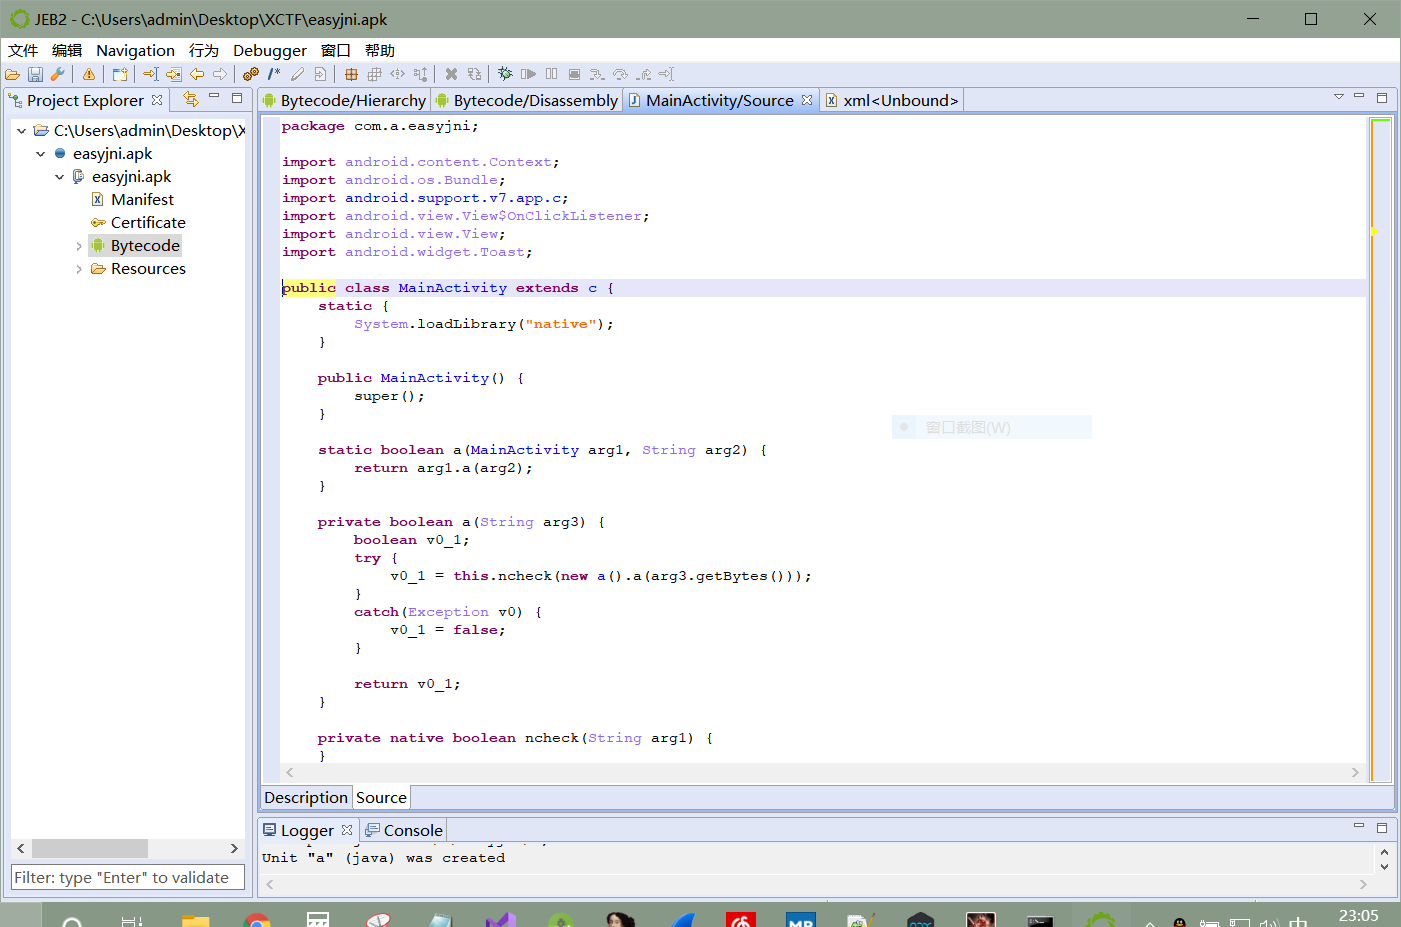 JEB2 - C:\Users\admin\Desktop\XCTF\easyjni.apk
文件 编辑 Navigation 行为 Debugger 窗口 帮助
Project Explorer
Bytecode/Hierarchy Bytecode/Disassembly MainActivity/Source xml<Unbound>
C:\Users\admin\Desktop\X
easyjni.apk
easyjni.apk
Manifest
Certificate
Bytecode
Resources
Filter: type "Enter" to validate
package com.a.easyjni;
import android.content.Context;
import android.os.Bundle;
import android.support.v7.app.c;
import android.view.View$OnClickListener;
import android.view.View;
import android.widget.Toast;
public class MainActivity extends c {
static {
System.loadLibrary("native");
}
public MainActivity() {
super();
}
static boolean a(MainActivity arg1, String arg2) {
return arg1.a(arg2);
}
private boolean a(String arg3) {
boolean v0_1;
try {
v0_1 = this.ncheck(new a().a(arg3.getBytes()));
}
catch(Exception v0) {
v0_1 = false;
}
return v0_1;
}
private native boolean ncheck(String arg1) {
}
窗口截图(W)
Description Source
Logger Console
Unit "a" (java) was created
中
23:05